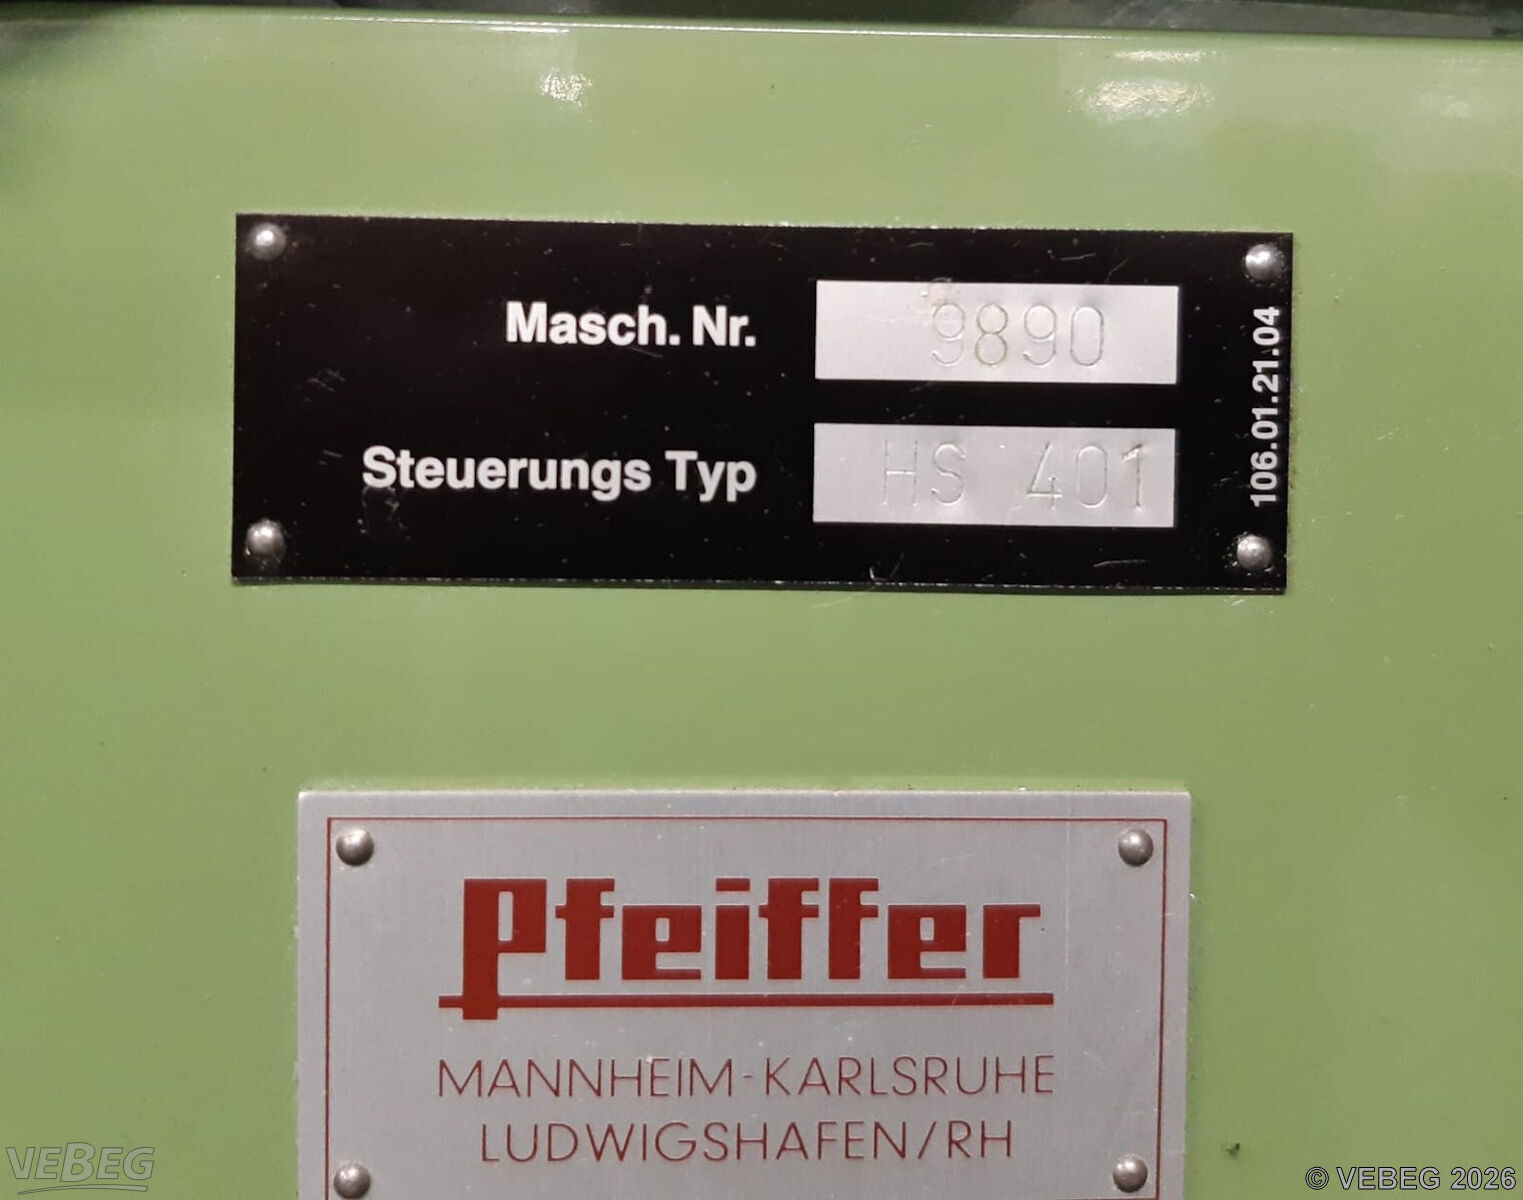 Masch. Nr. 9890
Steuerungs Typ HS 401
106.01.21.04
Pfeiffer
MANNHEIM-KARLSRUHE
LUDWIGSHAFEN/RH
VEBEG
© VEBEG 2026